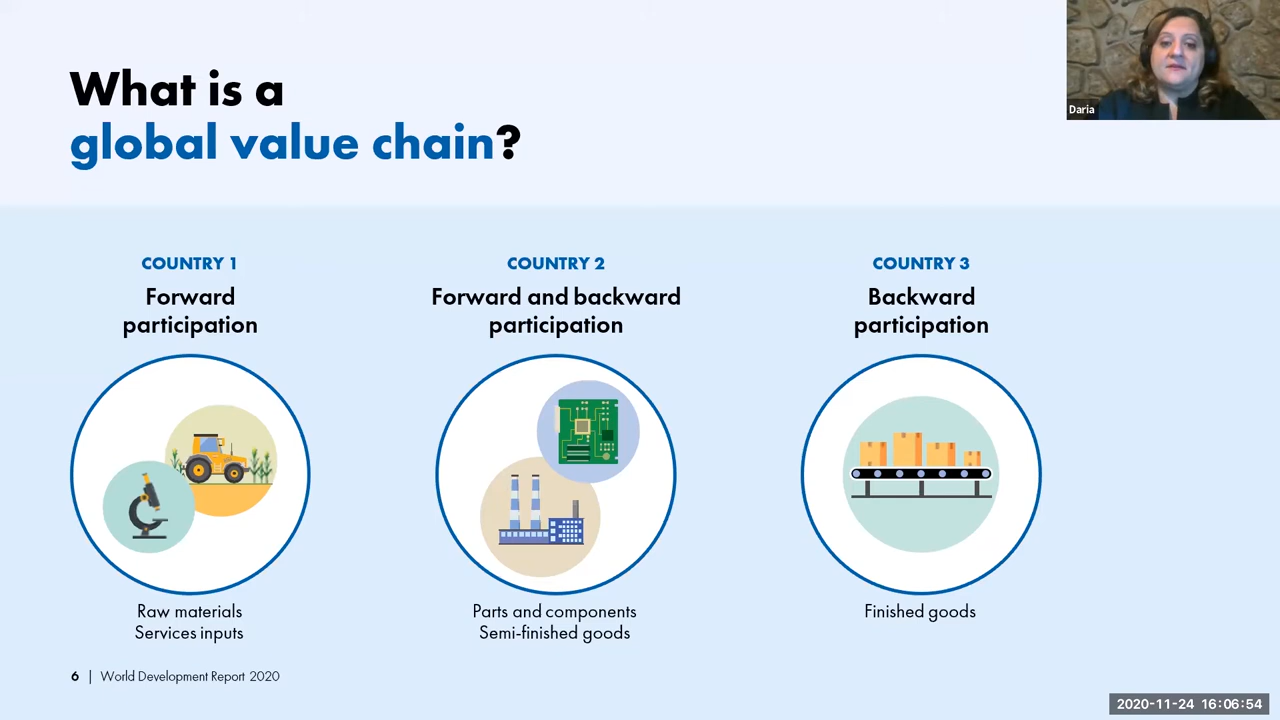 What is a
global value chain?
Daria
COUNTRY 1
Forward
participation
Raw materials
Services inputs
COUNTRY 2
Forward and backward
participation
Parts and components
Semi-finished goods
COUNTRY 3
Backward
participation
Finished goods
6 | World Development Report 2020
2020-11-24 16:06:54